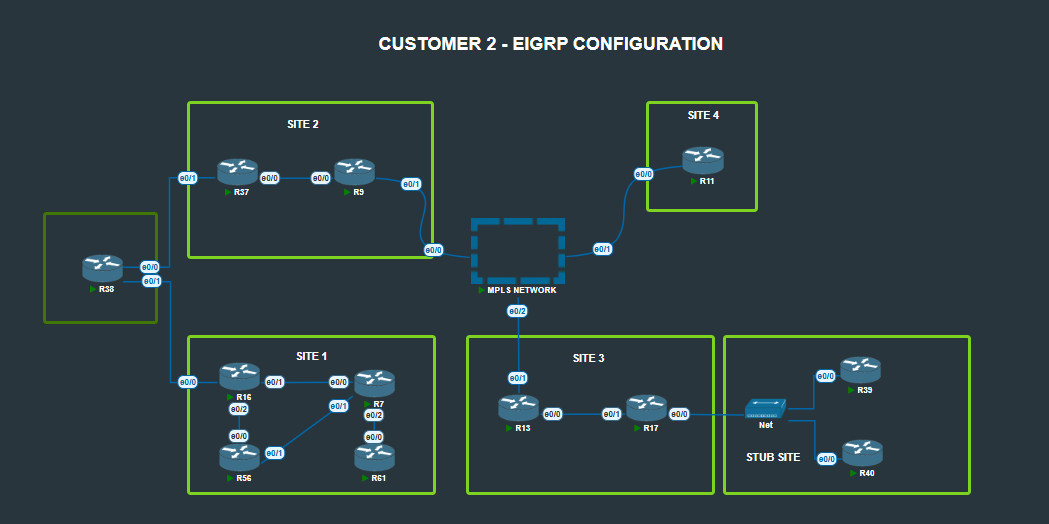 CUSTOMER 2 - EIGRP CONFIGURATION
SITE 2
SITE 4
R37
e0/1
e0/0
e0/0
R9
e0/1
e0/0
e0/0
R11
e0/1
R38
e0/0
e0/1
MPLS NETWORK
e0/2
SITE 1
e0/0
R16
e0/1
e0/0
R7
e0/2
e0/1
e0/2
e0/0
e0/1
e0/0
R56
R61
SITE 3
e0/1
R13
e0/0
e0/1
R17
e0/0
Net
e0/0
R39
STUB SITE
e0/0
R40